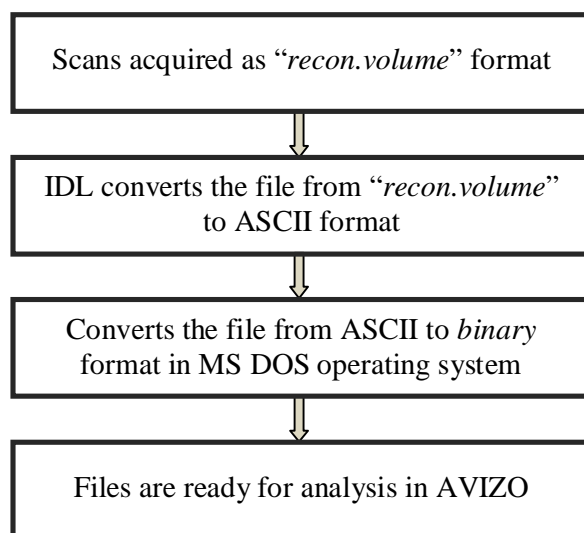 Scans acquired as “recon.volume” format
IDL converts the file from “recon.volume”
to ASCII format
Converts the file from ASCII to binary
format in MS DOS operating system
Files are ready for analysis in AVIZO